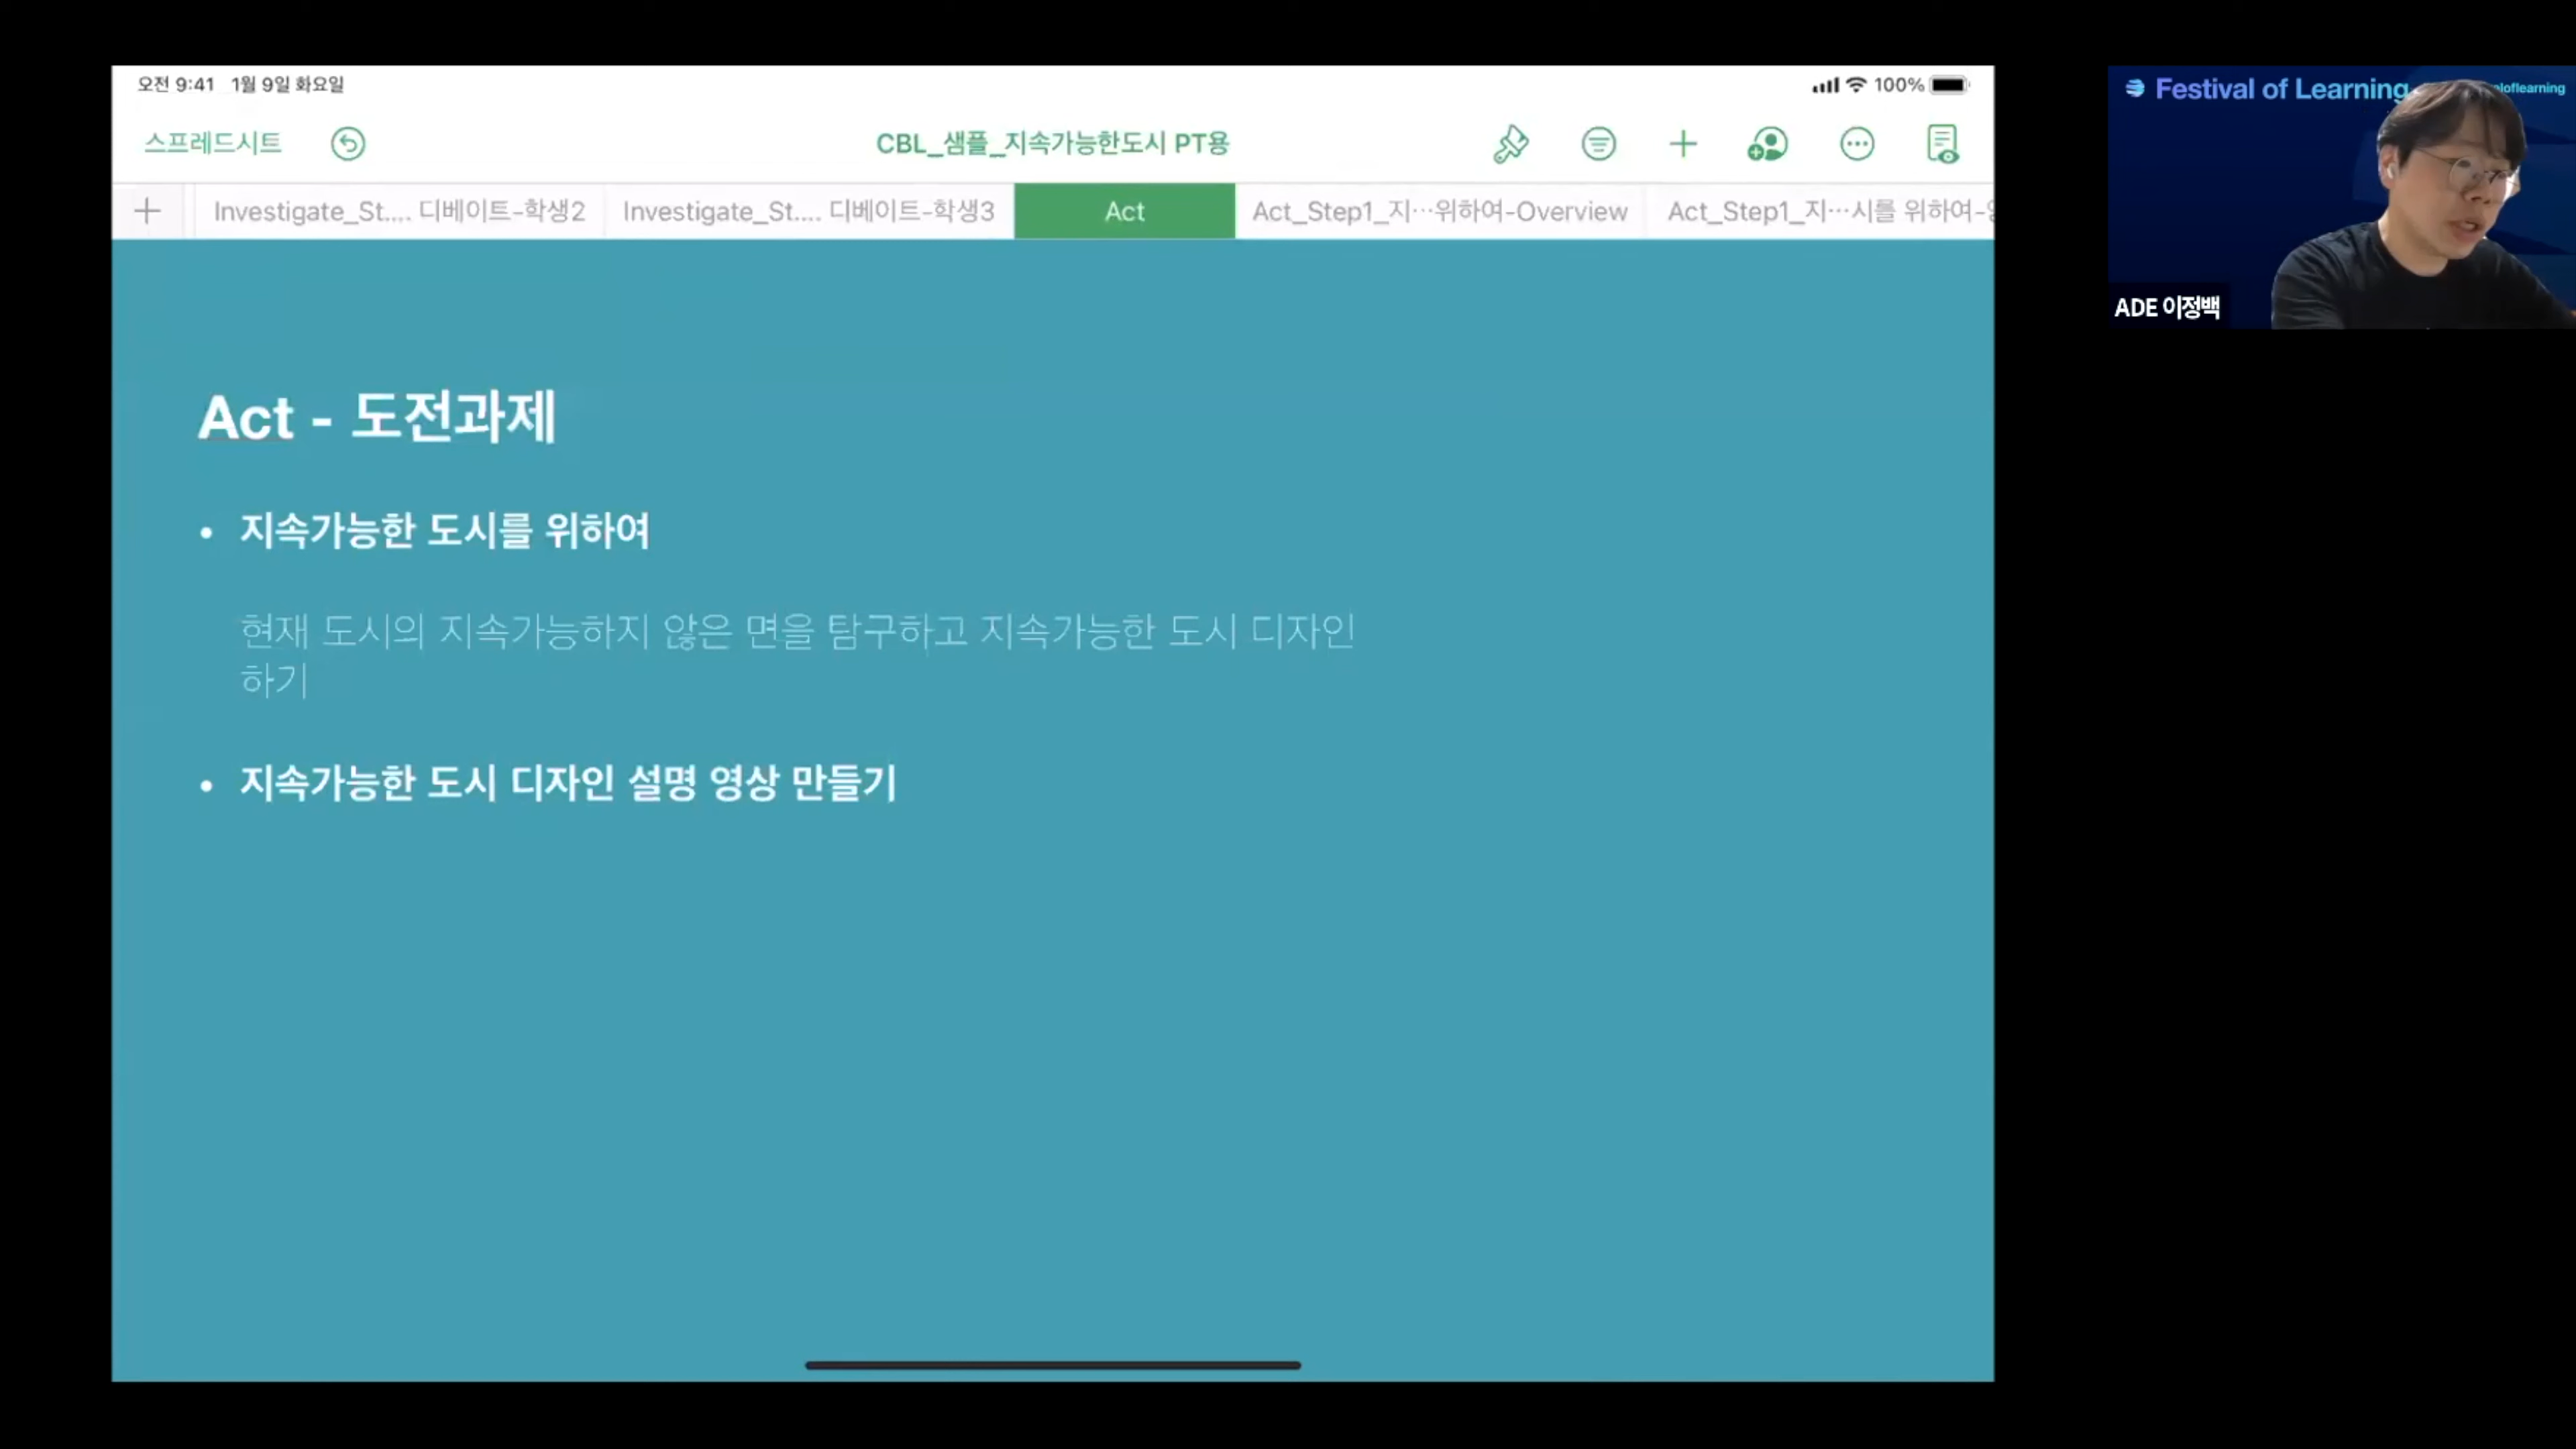 오전 9:41 1월 9일 화요일
100%
스프레드시트
CBL_샘플_지속가능한도시 PT용
Investigate_St.... 디베이트-학생2
Investigate_St.... 디베이트-학생3
Act
Act_Step1_지…위하여-Overview
Act_Step1_지…시를 위하여-
Act - 도전과제
• 지속가능한 도시를 위하여
현재 도시의 지속가능하지 않은 면을 탐구하고 지속가능한 도시 디자인
하기
• 지속가능한 도시 디자인 설명 영상 만들기
Festival of Learning
ADE 이정백